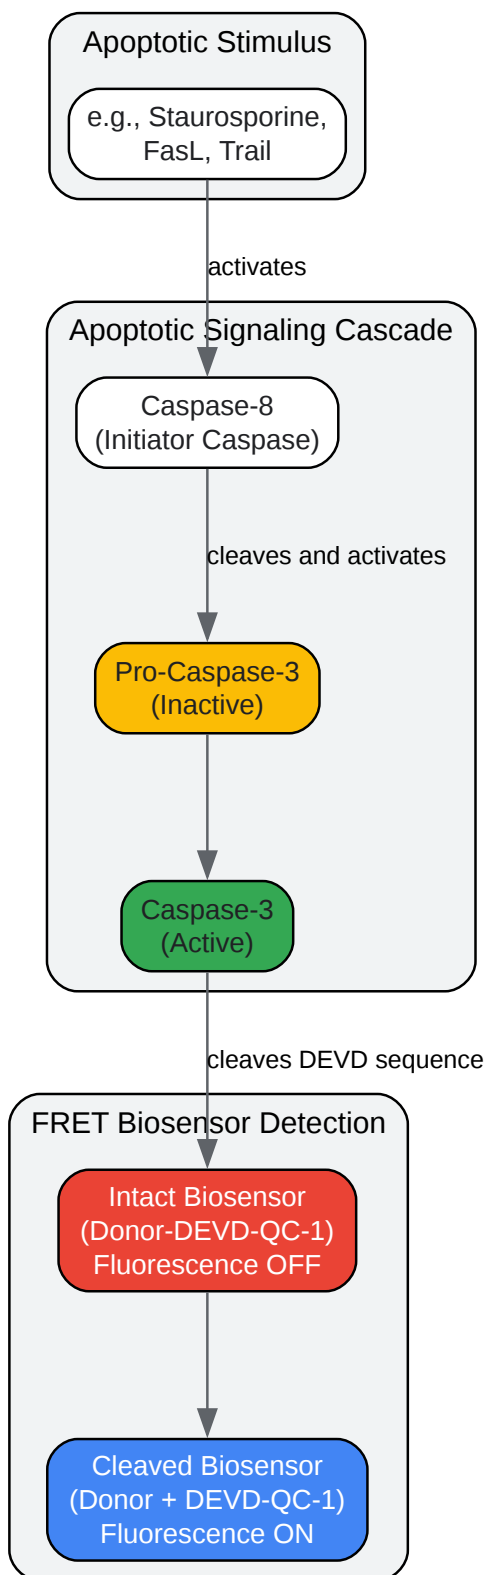 Apoptotic Stimulus
e.g., Staurosporine,
FasL, Trail
activates
Apoptotic Signaling Cascade
Caspase-8
(Initiator Caspase)
cleaves and activates
Pro-Caspase-3
(Inactive)
Caspase-3
(Active)
cleaves DEVD sequence
FRET Biosensor Detection
Intact Biosensor
(Donor-DEVD-QC-1)
Fluorescence OFF
Cleaved Biosensor
(Donor + DEVD-QC-1)
Fluorescence ON